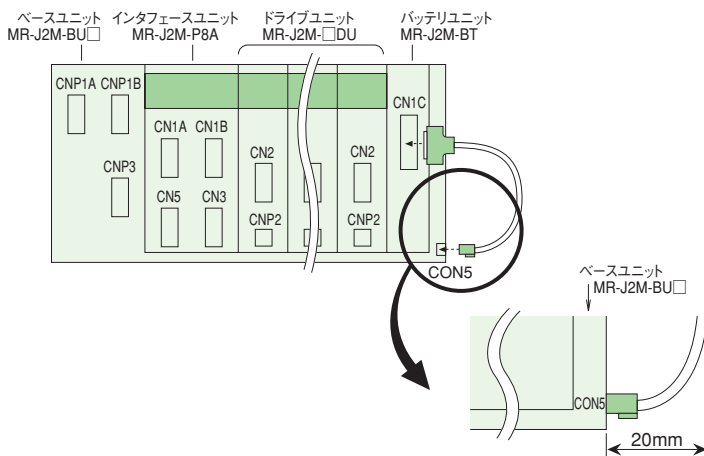 ベースユニット
MR-J2M-BU□
インタフェースユニット
MR-J2M-P8A
ドライブユニット
MR-J2M-□DU
バッテリユニット
MR-J2M-BT
CNP1A CNP1B
CN1C
CN1A CN1B
CN2
CN2
CNP3
CN5 CN3
CNP2
CNP2
CON5
ベースユニット
MR-J2M-BU□
CON5
20mm